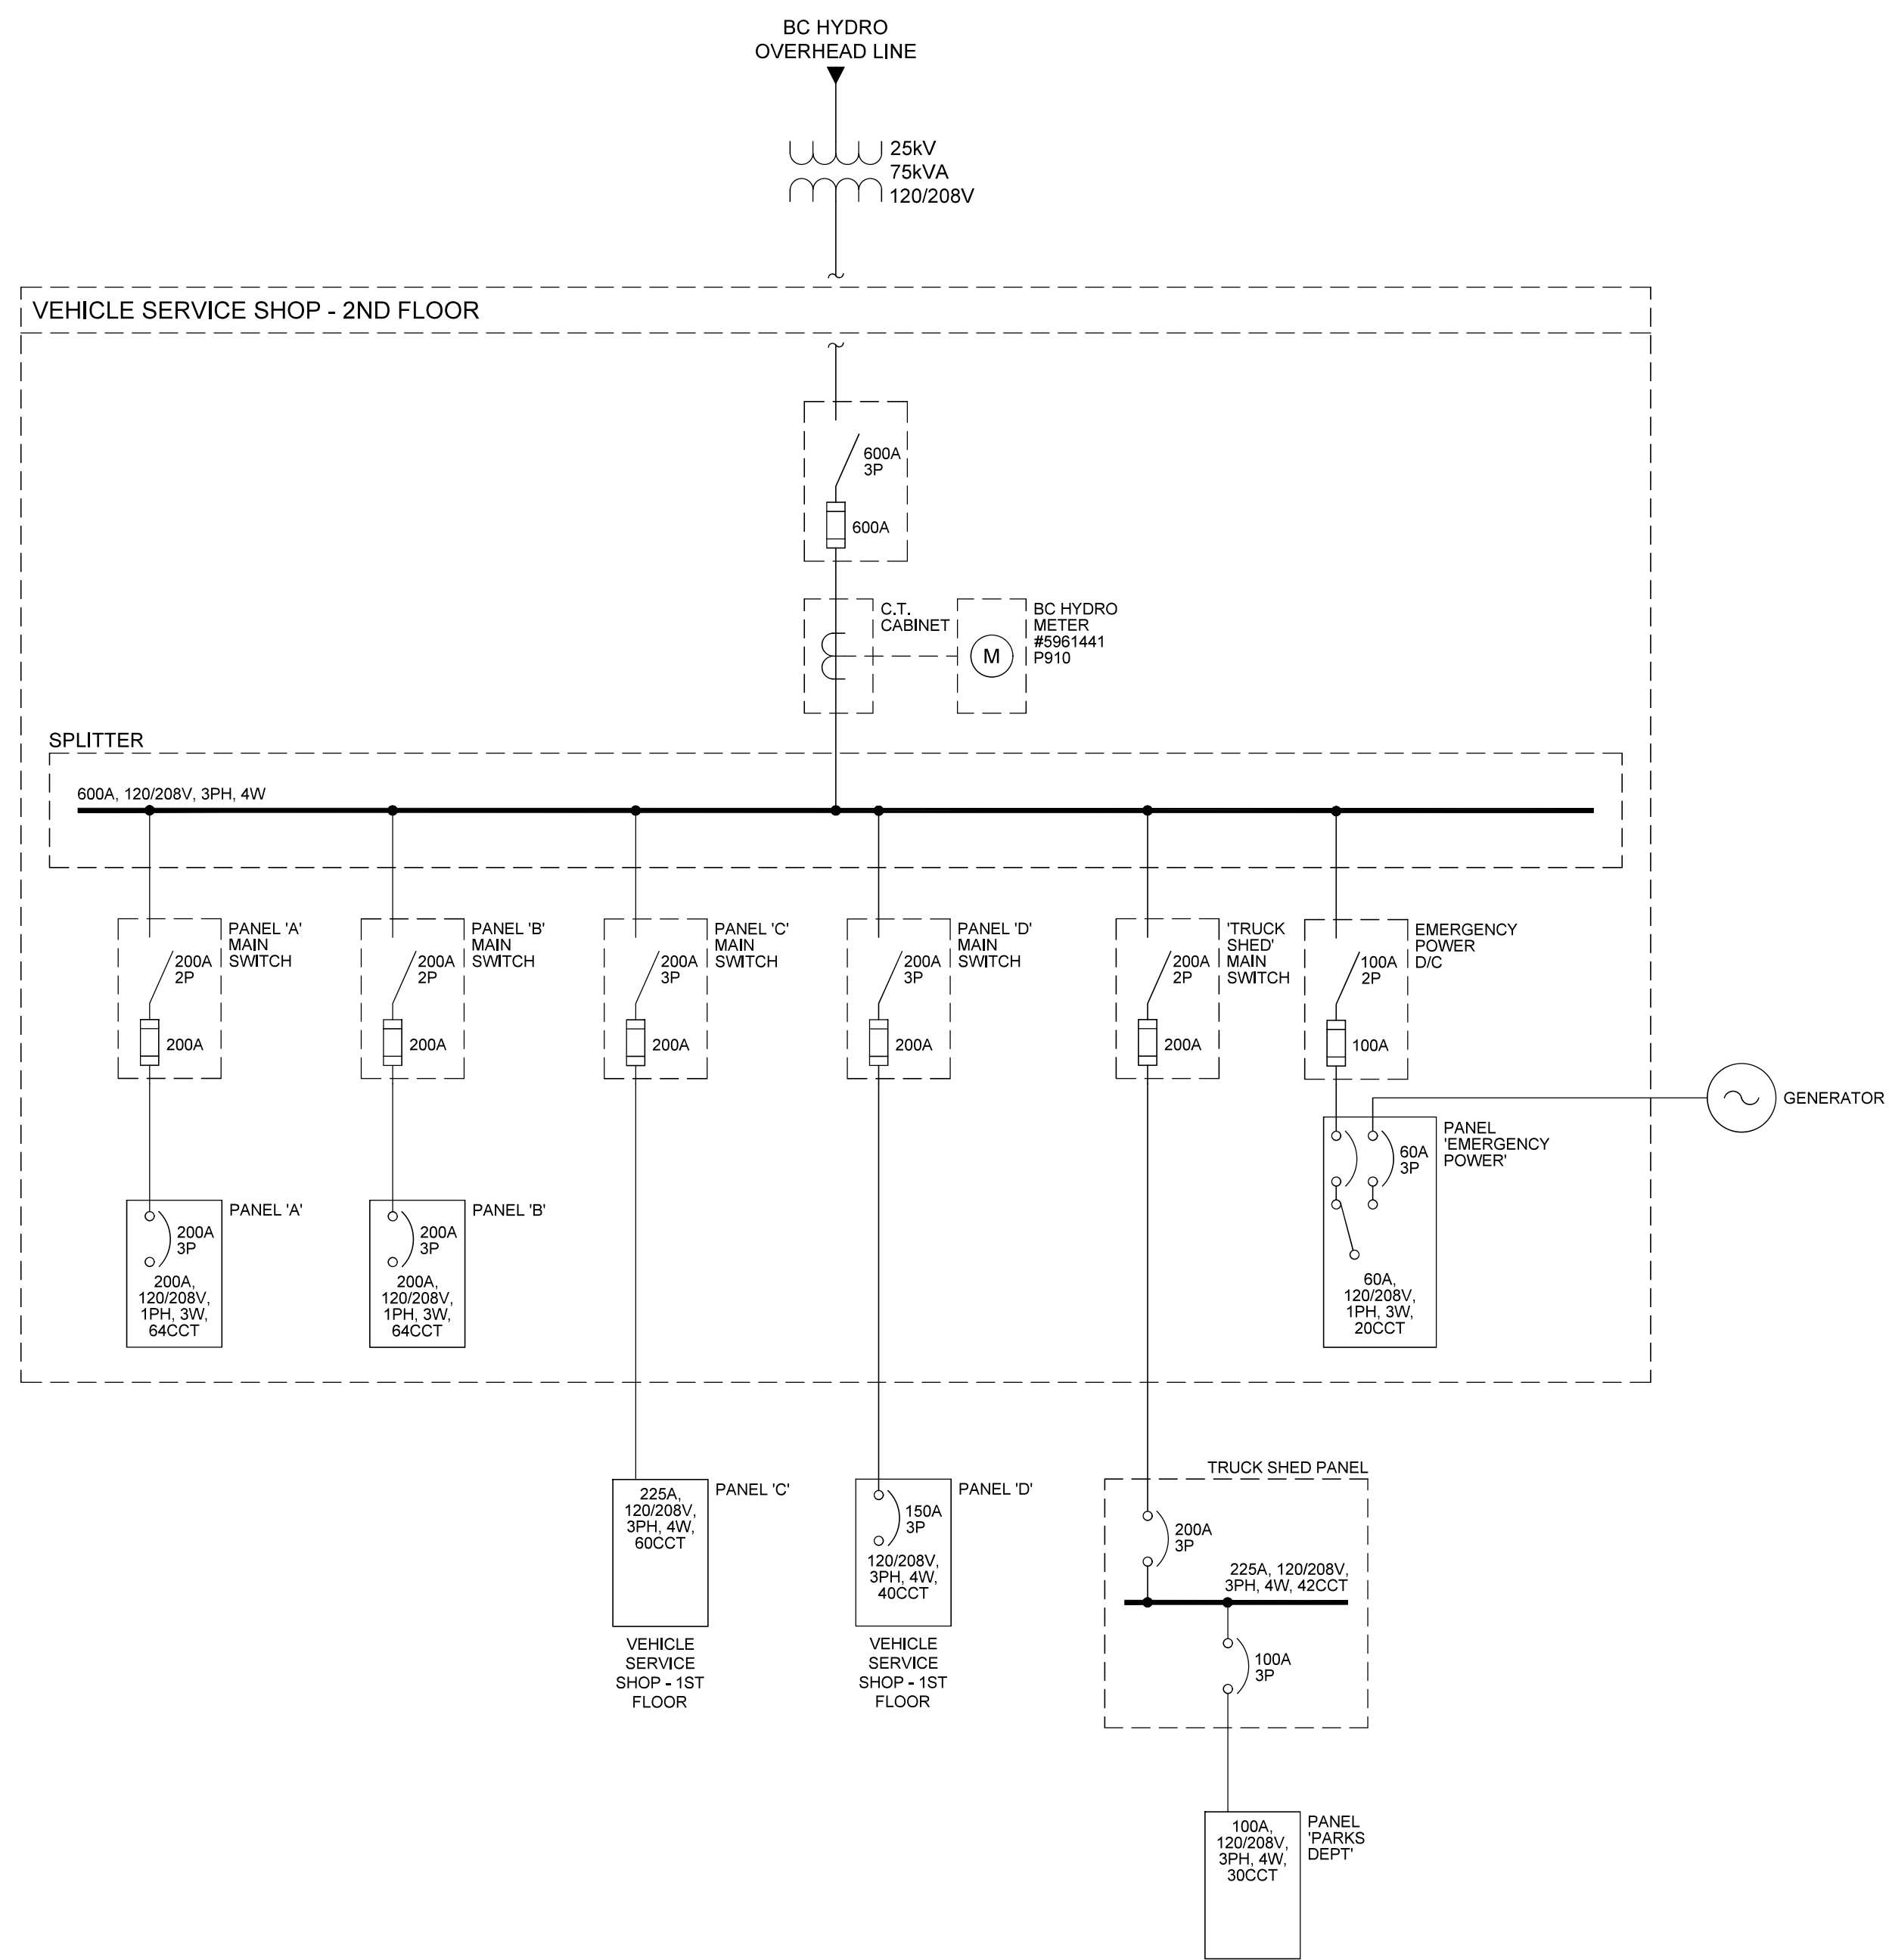 BC HYDRO
OVERHEAD LINE
25kV
75kVA
120/208V
VEHICLE SERVICE SHOP - 2ND FLOOR
600A
3P
600A
C.T.
CABINET
BC HYDRO
METER
#5961441
P910
M
SPLITTER
600A, 120/208V, 3PH, 4W
PANEL 'A'
MAIN
SWITCH
200A
2P
200A
PANEL 'B'
MAIN
SWITCH
200A
2P
200A
PANEL 'C'
MAIN
SWITCH
200A
3P
200A
PANEL 'D'
MAIN
SWITCH
200A
3P
200A
'TRUCK
SHED'
MAIN
SWITCH
200A
2P
200A
EMERGENCY
POWER
D/C
100A
2P
100A
GENERATOR
PANEL
'EMERGENCY
POWER'
60A
3P
60A,
120/208V,
1PH, 3W,
20CCT
PANEL 'A'
200A
3P
200A,
120/208V,
1PH, 3W,
64CCT
PANEL 'B'
200A
3P
200A,
120/208V,
1PH, 3W,
64CCT
PANEL 'C'
225A,
120/208V,
3PH, 4W,
60CCT
VEHICLE
SERVICE
SHOP - 1ST
FLOOR
PANEL 'D'
150A
3P
120/208V,
3PH, 4W,
40CCT
VEHICLE
SERVICE
SHOP - 1ST
FLOOR
TRUCK SHED PANEL
200A
3P
225A, 120/208V,
3PH, 4W, 42CCT
100A
3P
PANEL
'PARKS
DEPT'
100A,
120/208V,
3PH, 4W,
30CCT